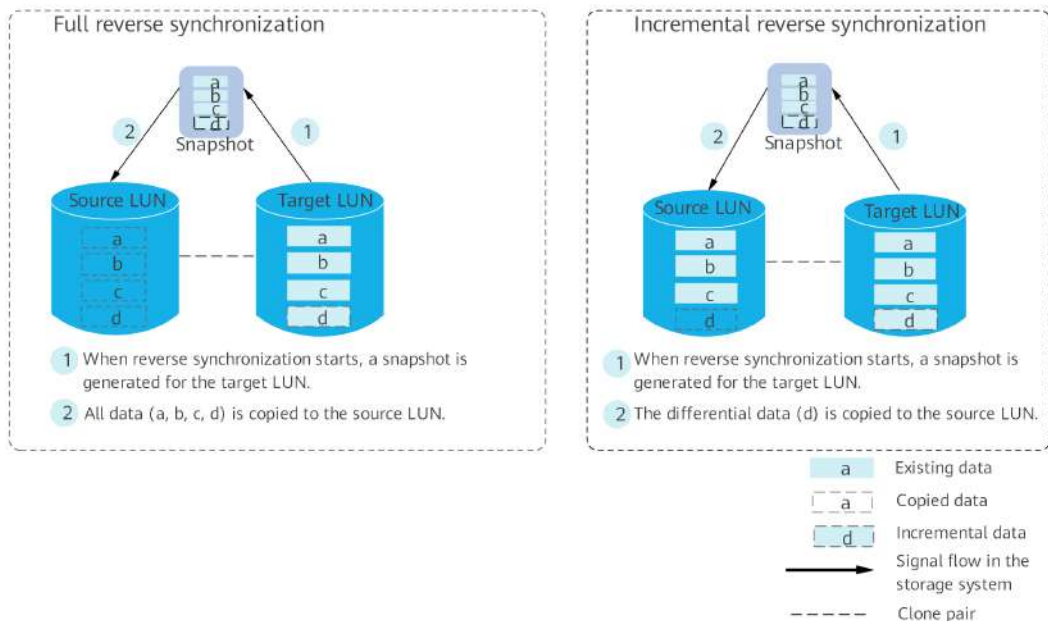 Full reverse synchronization
a
b
c
d
2
1
Snapshot
Source LUN
Target LUN
a
a
b
b
c
c
d
d
1 When reverse synchronization starts, a snapshot is
generated for the target LUN.
2 All data (a, b, c, d) is copied to the source LUN.
Incremental reverse synchronization
a
b
c
d
2
1
Snapshot
Source LUN
Target LUN
a
a
b
b
c
c
d
d
1 When reverse synchronization starts, a snapshot is
generated for the target LUN.
2 The differential data (d) is copied to the source LUN.
a Existing data
a Copied data
d Incremental data
Signal flow in the
storage system
Clone pair